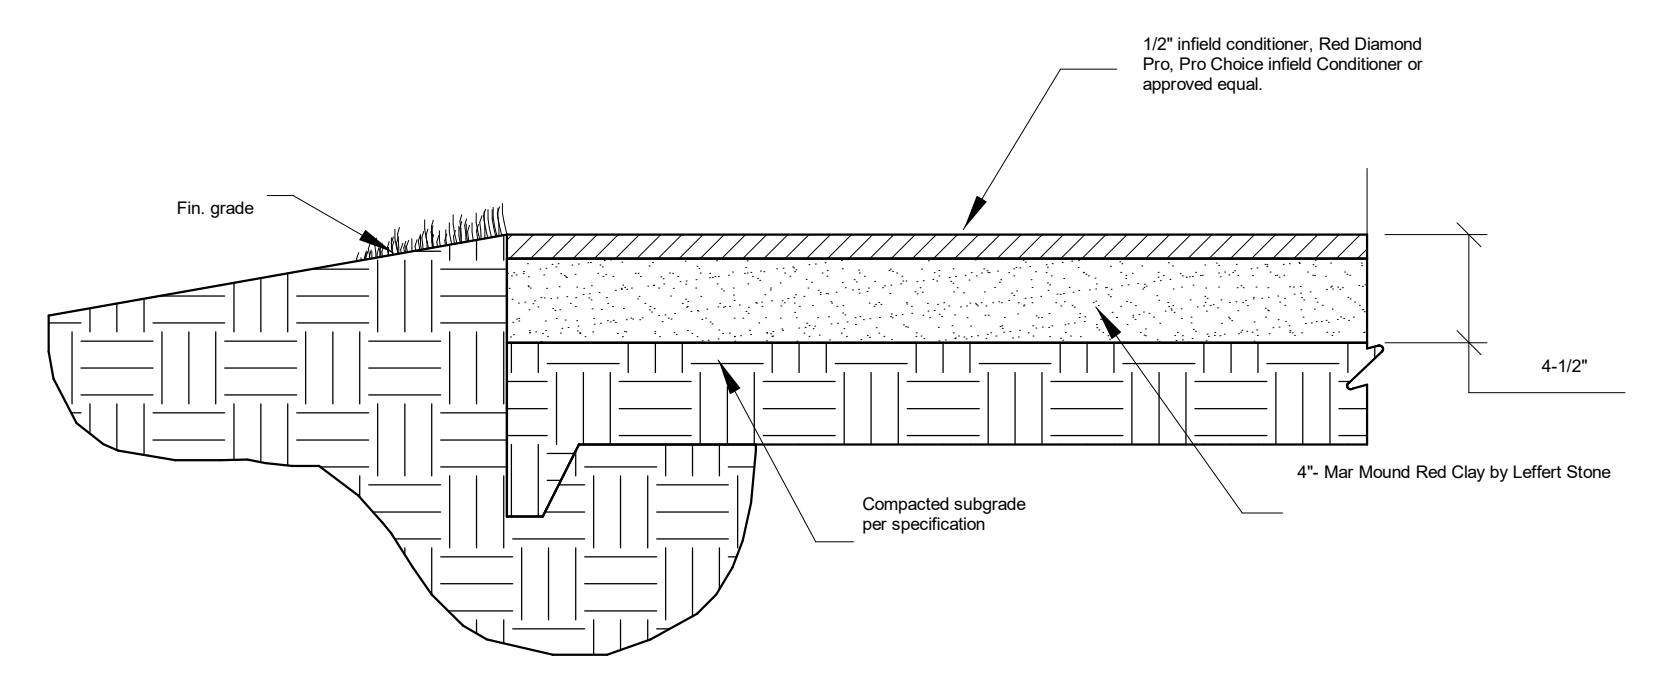 1/2" infield conditioner, Red Diamond
Pro, Pro Choice infield Conditioner or
approved equal.
Fin. grade
4-1/2"
4"- Mar Mound Red Clay by Leffert Stone
Compacted subgrade
per specification